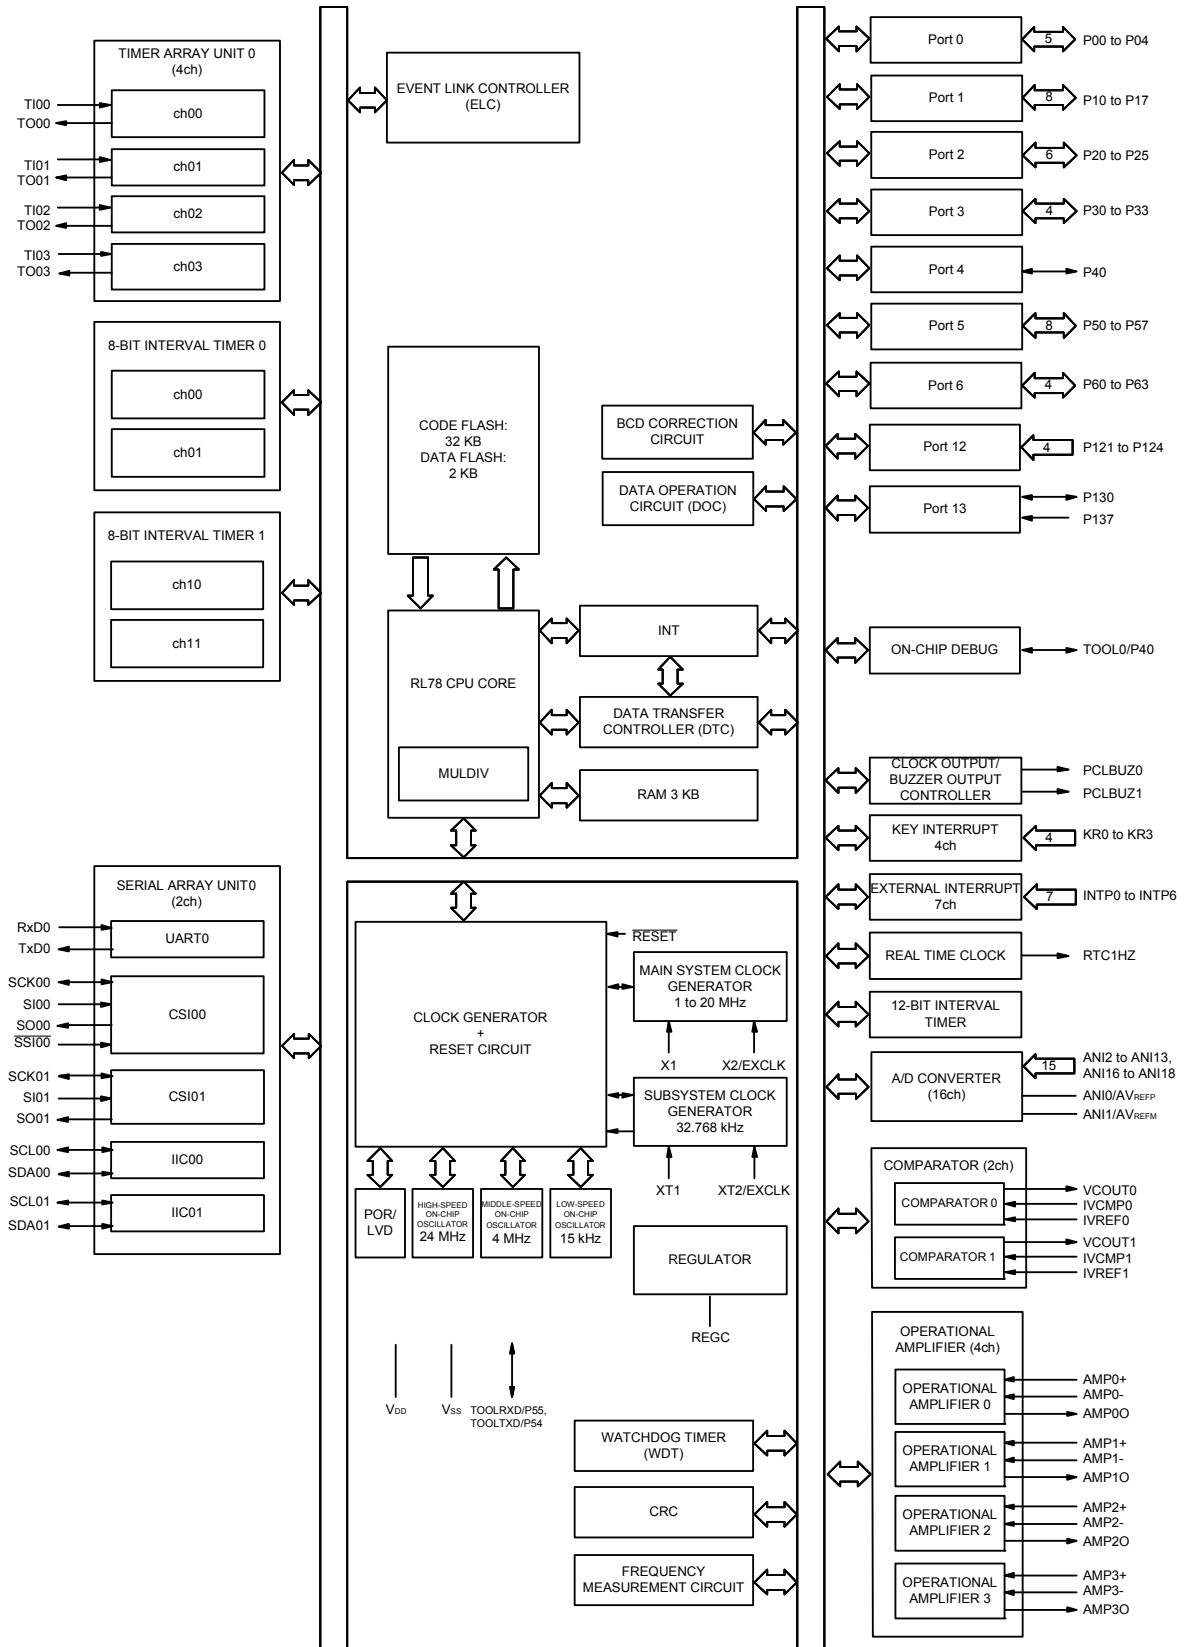 TIMER ARRAY UNIT 0
(4ch)
TI00
TO00
ch00
TI01
TO01
ch01
TI02
TO02
ch02
TI03
TO03
ch03
8-BIT INTERVAL TIMER 0
ch00
ch01
8-BIT INTERVAL TIMER 1
ch10
ch11
SERIAL ARRAY UNIT0
(2ch)
RxD0
TxD0
UART0
SCK00
SI00
SO00
SSI00
CSI00
SCK01
SI01
SO01
CSI01
SCL00
SDA00
IIC00
SCL01
SDA01
IIC01
EVENT LINK CONTROLLER
(ELC)
CODE FLASH:
32 KB
DATA FLASH:
2 KB
BCD CORRECTION
CIRCUIT
DATA OPERATION
CIRCUIT (DOC)
RL78 CPU CORE
MULDIV
INT
DATA TRANSFER
CONTROLLER (DTC)
RAM 3 KB
CLOCK GENERATOR
+
RESET CIRCUIT
RESET
MAIN SYSTEM CLOCK
GENERATOR
1 to 20 MHz
X1
X2/EXCLK
SUBSYSTEM CLOCK
GENERATOR
32.768 kHz
XT1
XT2/EXCLK
POR/
LVD
HIGH-SPEED
ON-CHIP
OSCILLATOR
24 MHz
MIDDLE-SPEED
ON-CHIP
OSCILLATOR
4 MHz
LOW-SPEED
ON-CHIP
OSCILLATOR
15 kHz
REGULATOR
REGC
VDD
VSS
TOOLRXD/P55,
TOOLTXD/P54
WATCHDOG TIMER
(WDT)
CRC
FREQUENCY
MEASUREMENT CIRCUIT
Port 0
5
P00 to P04
Port 1
8
P10 to P17
Port 2
6
P20 to P25
Port 3
4
P30 to P33
Port 4
P40
Port 5
8
P50 to P57
Port 6
4
P60 to P63
Port 12
4
P121 to P124
Port 13
P130
P137
ON-CHIP DEBUG
TOOL0/P40
CLOCK OUTPUT/
BUZZER OUTPUT
CONTROLLER
PCLBUZ0
PCLBUZ1
KEY INTERRUPT
4ch
4
KR0 to KR3
EXTERNAL INTERRUPT
7ch
7
INTP0 to INTP6
REAL TIME CLOCK
RTC1HZ
12-BIT INTERVAL
TIMER
A/D CONVERTER
(16ch)
15
ANI2 to ANI13,
ANI16 to ANI18
ANI0/AVREFP
ANI1/AVREFM
COMPARATOR (2ch)
COMPARATOR 0
VCOUT0
IVCMP0
IVREF0
COMPARATOR 1
VCOUT1
IVCMP1
IVREF1
OPERATIONAL
AMPLIFIER (4ch)
OPERATIONAL
AMPLIFIER 0
AMP0+
AMP0-
AMP0O
OPERATIONAL
AMPLIFIER 1
AMP1+
AMP1-
AMP1O
OPERATIONAL
AMPLIFIER 2
AMP2+
AMP2-
AMP2O
OPERATIONAL
AMPLIFIER 3
AMP3+
AMP3-
AMP3O